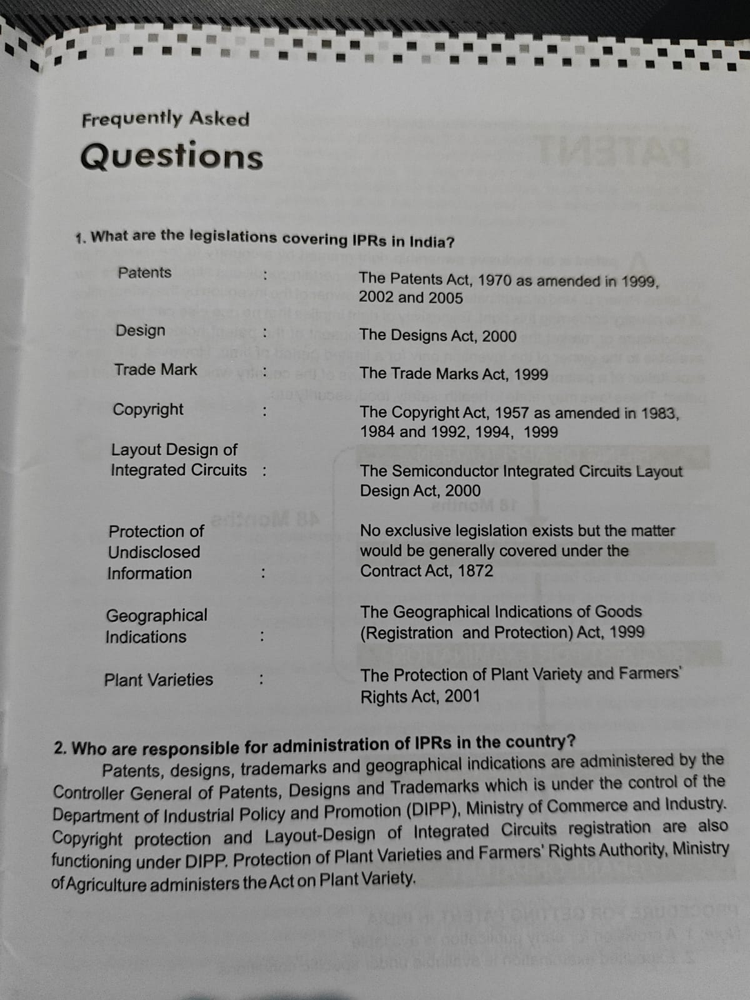 Frequently Asked
Questions
1. What are the legislations covering IPRs in India?
Patents : The Patents Act, 1970 as amended in 1999,
2002 and 2005
Design : The Designs Act, 2000
Trade Mark : The Trade Marks Act, 1999
Copyright : The Copyright Act, 1957 as amended in 1983,
1984 and 1992, 1994, 1999
Layout Design of
Integrated Circuits : The Semiconductor Integrated Circuits Layout
Design Act, 2000
Protection of No exclusive legislation exists but the matter
Undisclosed would be generally covered under the
Information : Contract Act, 1872
Geographical The Geographical Indications of Goods
Indications : (Registration and Protection) Act, 1999
Plant Varieties : The Protection of Plant Variety and Farmers'
Rights Act, 2001
2. Who are responsible for administration of IPRs in the country?
Patents, designs, trademarks and geographical indications are administered by the
Controller General of Patents, Designs and Trademarks which is under the control of the
Department of Industrial Policy and Promotion (DIPP), Ministry of Commerce and Industry.
Copyright protection and Layout-Design of Integrated Circuits registration are also
functioning under DIPP. Protection of Plant Varieties and Farmers' Rights Authority, Ministry
of Agriculture administers the Act on Plant Variety.